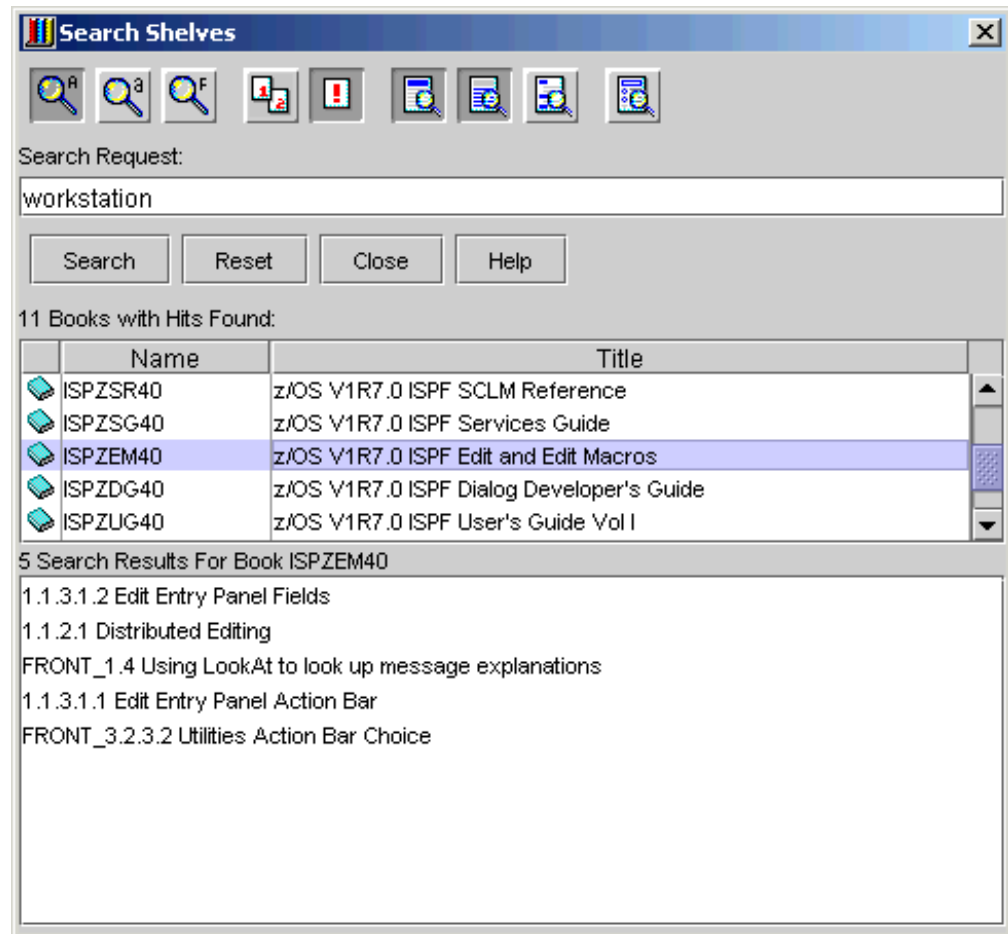 Search Shelves
A a F 1 2 !
Search Request:
workstation
Search Reset Close Help
11 Books with Hits Found:
Name Title
ISPZSR40 z/OS V1R7.0 ISPF SCLM Reference
ISPZSG40 z/OS V1R7.0 ISPF Services Guide
ISPZEM40 z/OS V1R7.0 ISPF Edit and Edit Macros
ISPZDG40 z/OS V1R7.0 ISPF Dialog Developer's Guide
ISPZUG40 z/OS V1R7.0 ISPF User's Guide Vol I
5 Search Results For Book ISPZEM40
1.1.3.1.2 Edit Entry Panel Fields
1.1.2.1 Distributed Editing
FRONT_1.4 Using LookAt to look up message explanations
1.1.3.1.1 Edit Entry Panel Action Bar
FRONT_3.2.3.2 Utilities Action Bar Choice